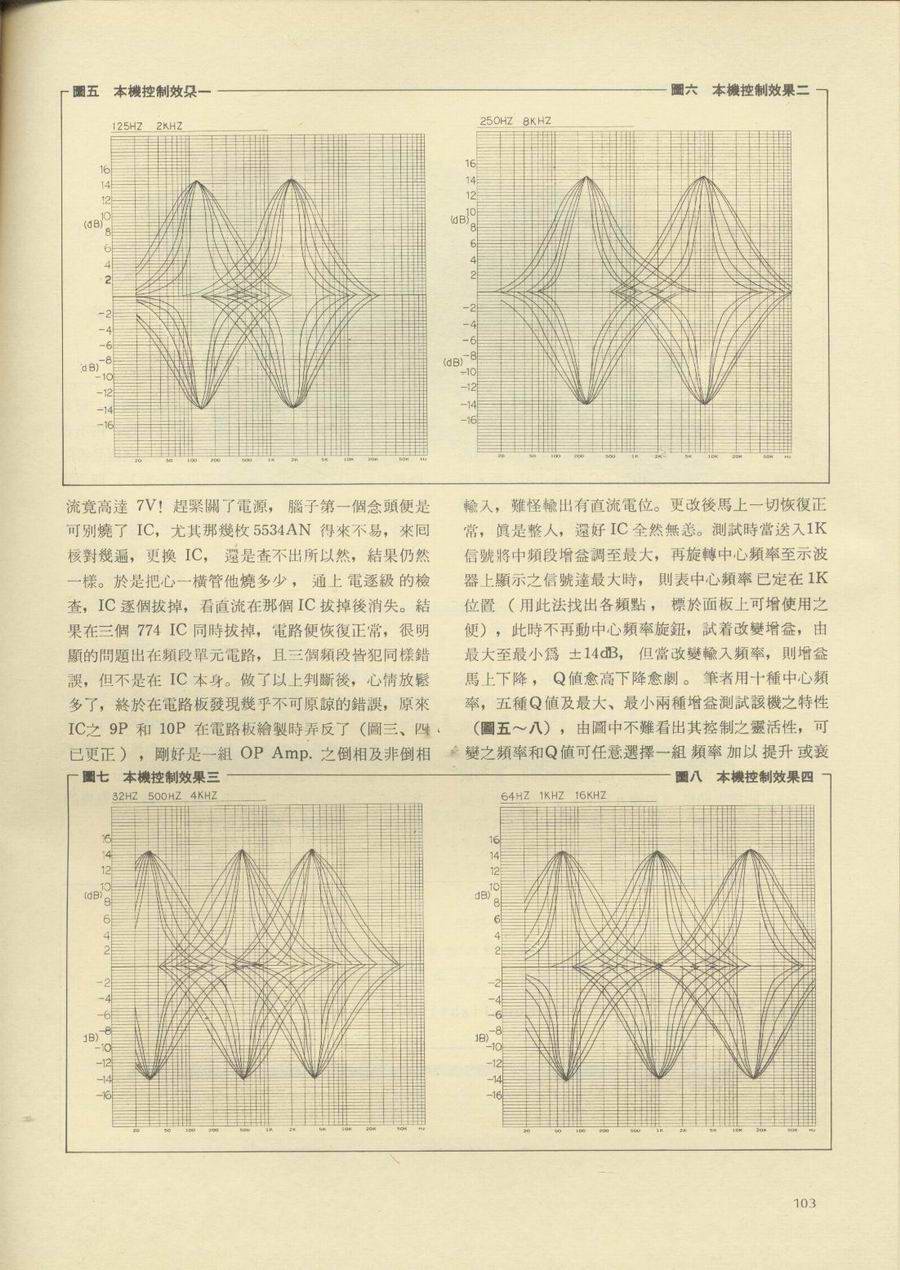 圖五　本機控制效果一
圖六　本機控制效果二
125HZ 2KHZ
16
14
12
10
(dB)
8
6
4
2
-2
-4
-6
-8
(dB)
-10
-12
-14
-16
20 50 100 200 500 1K 2K 5K 10K 20K 50K Hz
250HZ 8KHZ
16
14
12
10
(dB)
8
6
4
2
-2
-4
-6
-8
(dB)
-10
-12
-14
-16
20 50 100 200 500 1K 2K 5K 10K 20K 50K Hz
流竟高達 7V! 趕緊關了電源， 腦子第一個念頭便是
可別燒了 IC，尤其那幾枚 5534AN 得來不易，來囘
核對幾遍，更換 IC， 還是查不出所以然，結果仍然
一樣。於是把心一橫管他燒多少， 通上電逐級的檢
查，IC 逐個拔掉，看直流在那個 IC 拔掉後消失。結
果在三個 774 IC 同時拔掉，電路便恢復正常，很明
顯的問題出在頻段單元電路，且三個頻段皆犯同樣錯
誤，但不是在 IC 本身。做了以上判斷後，心情放鬆
多了，終於在電路板發現幾乎不可原諒的錯誤，原來
IC之 9P 和 10P 在電路板繪製時弄反了（圖三、四
已更正），剛好是一組 OP Amp. 之倒相及非倒相
輸入，難怪輸出有直流電位。更改後馬上一切恢復正
常，眞是整人，還好 IC 全然無恙。測試時當送入1K
信號將中頻段增益調至最大，再旋轉中心頻率至示波
器上顯示之信號達最大時， 則表中心頻率已定在 1K
位置 （用此法找出各頻點， 標於面板上可增使用之
便），此時不再動中心頻率旋鈕，試着改變增益，由
最大至最小爲 ±14dB， 但當改變輸入頻率，則增益
馬上下降， Q値愈高下降愈劇。 筆者用十種中心頻
率，五種Q値及最大、最小兩種增益測試該機之特性
（圖五～八），由圖中不難看出其控制之靈活性，可
變之頻率和Q値可任意選擇一組頻率加以提升或衰
圖七　本機控制效果三
圖八　本機控制效果四
32HZ 500HZ 4KHZ
16
14
12
10
(dB)
8
6
4
2
-2
-4
-6
-8
dB)
-10
-12
-14
-16
20 50 100 200 500 1K 2K 5K 10K 20K 50K Hz
64HZ 1KHZ 16KHZ
16
14
12
10
dB)
8
6
4
2
-2
-4
-6
-8
dB)
-10
-12
-14
-16
20 50 100 200 500 1K 2K 5K 10K 20K 50K Hz
103